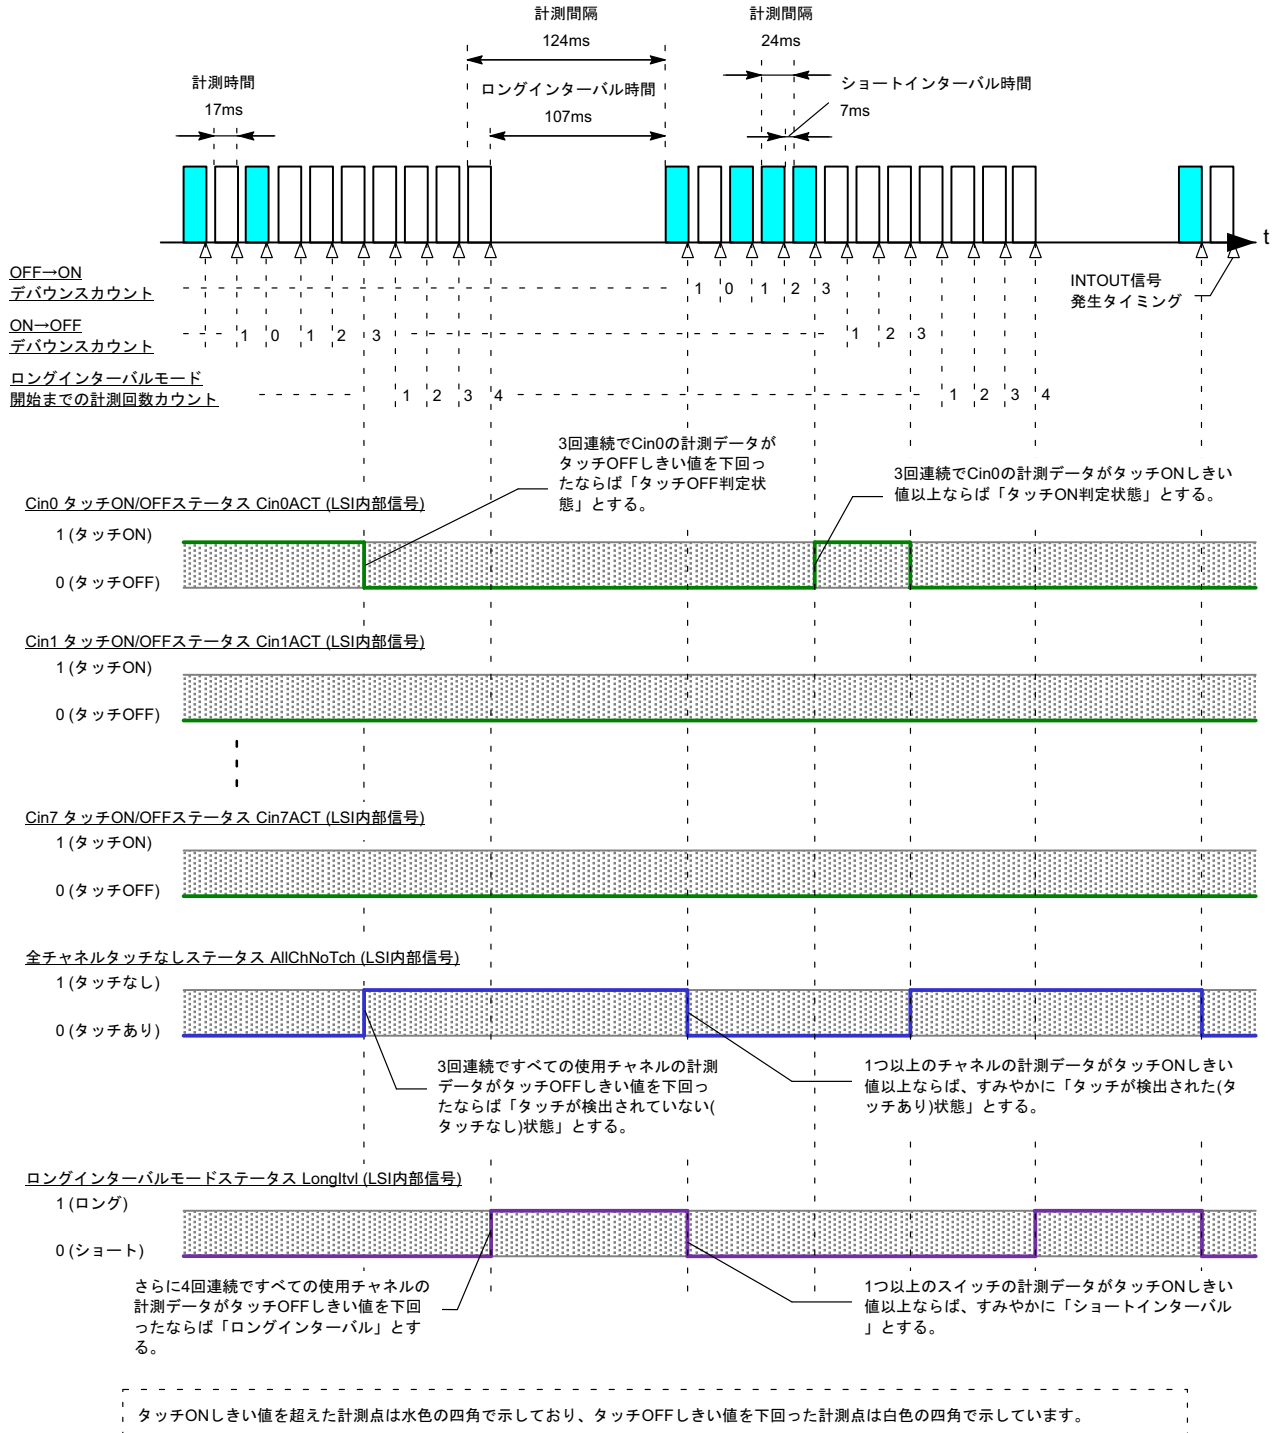 計測間隔
124ms
計測間隔
24ms
計測時間
17ms
ロングインターバル時間
107ms
ショートインターバル時間
7ms
t
OFF→ON
デバウンスカウント
1 0 1 2 3
INTOUT信号
発生タイミング
ON→OFF
デバウンスカウント
1 0 1 2 3 1 2 3
ロングインターバルモード
開始までの計測回数カウント
1 2 3 4 1 2 3 4
3回連続でCin0の計測データが
タッチOFFしきい値を下回っ
たならば「タッチOFF判定状
態」とする。
3回連続でCin0の計測データがタッチONしきい
値以上ならば「タッチON判定状態」とする。
Cin0 タッチON/OFFステータス Cin0ACT (LSI内部信号)
1 (タッチON)
0 (タッチOFF)
Cin1 タッチON/OFFステータス Cin1ACT (LSI内部信号)
1 (タッチON)
0 (タッチOFF)
Cin7 タッチON/OFFステータス Cin7ACT (LSI内部信号)
1 (タッチON)
0 (タッチOFF)
全チャネルタッチなしステータス AllChNoTch (LSI内部信号)
1 (タッチなし)
0 (タッチあり)
3回連続ですべての使用チャネルの計測
データがタッチOFFしきい値を下回っ
たならば「タッチが検出されていない(
タッチなし)状態」とする。
1つ以上のチャネルの計測データがタッチONしきい
値以上ならば、すみやかに「タッチが検出された(タ
ッチあり)状態」とする。
ロングインターバルモードステータス LongItvl (LSI内部信号)
1 (ロング)
0 (ショート)
さらに4回連続ですべての使用チャネルの
計測データがタッチOFFしきい値を下回
ったならば「ロングインターバル」とす
る。
1つ以上のスイッチの計測データがタッチONしきい
値以上ならば、すみやかに「ショートインターバル
」とする。
タッチONしきい値を超えた計測点は水色の四角で示しており、タッチOFFしきい値を下回った計測点は白色の四角で示しています。